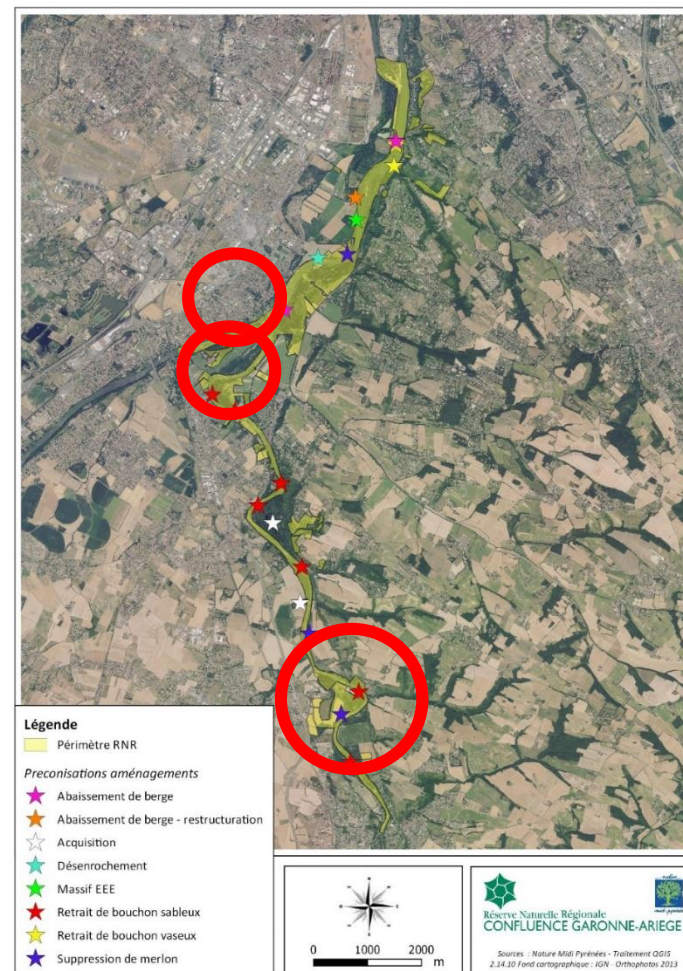 Légende
Périmètre RNR
Preconisations aménagements
Abaissement de berge
Abaissement de berge - restructuration
Acquisition
Désenrochement
Massif EEE
Retrait de bouchon sableux
Retrait de bouchon vaseux
Suppression de merlon
0 1000 2000
m
Réserve Naturelle Régionale
CONFLUENCE GARONNE-ARIEGE
Sources : Nature Midi Pyrénées - Traitement QGIS
2.14.10 Fond cartographique : IGN - Orthophotos 2013